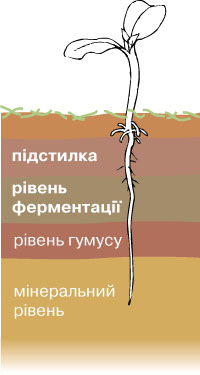 підстилка
рівень
ферментації
рівень гумусу
мінеральний
рівень